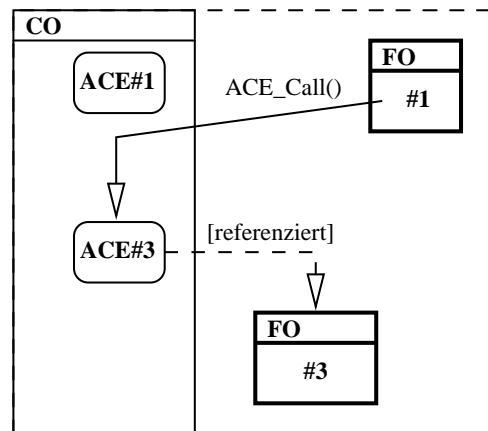 CO
FO
ACE#1
ACE_Call()
#1
ACE#3
[referenziert]
FO
#3